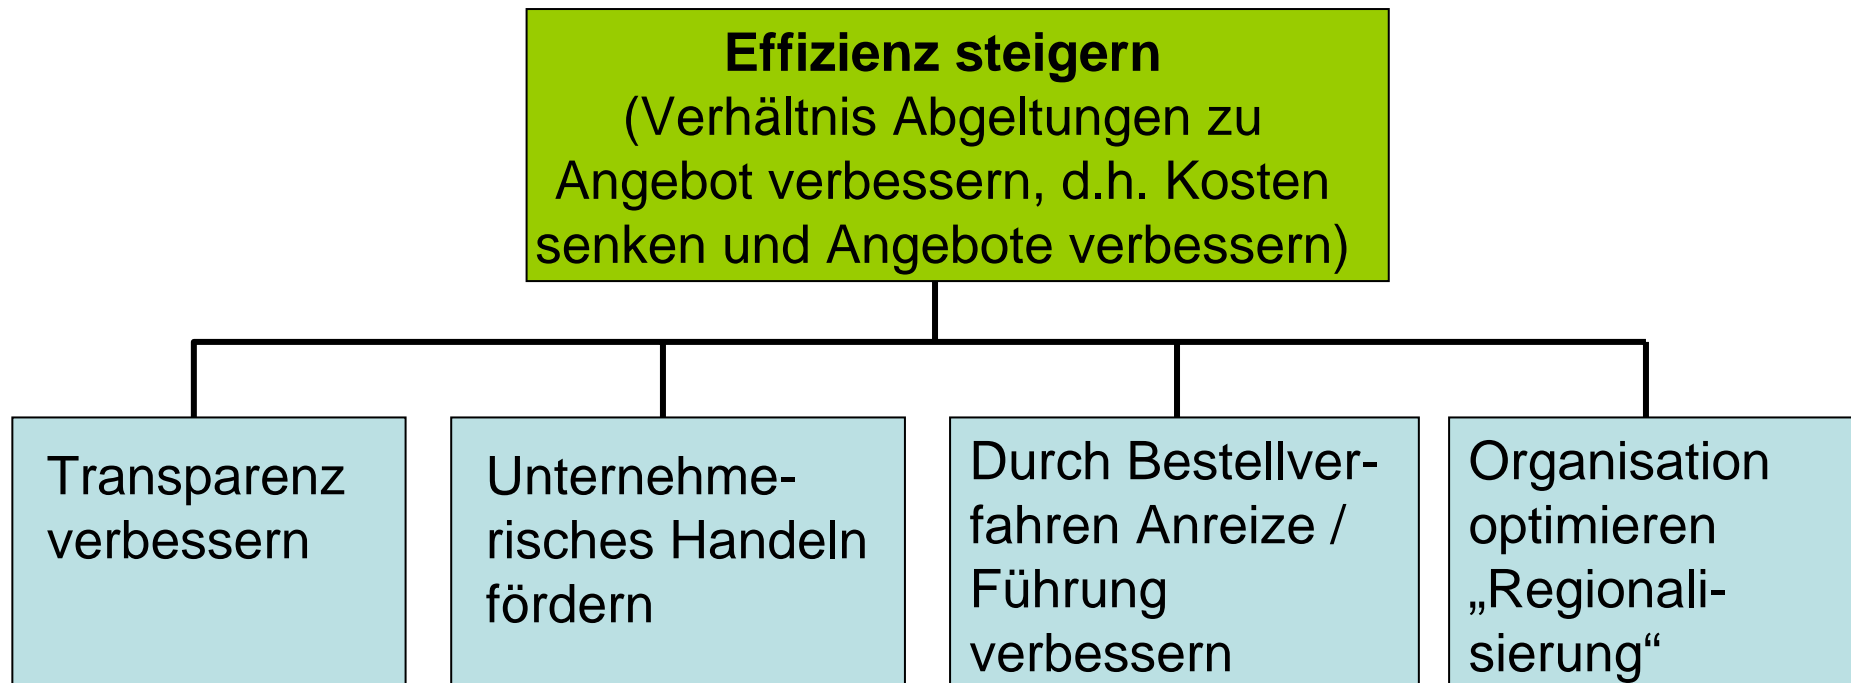 Effizienz steigern
(Verhältnis Abgeltungen zu
Angebot verbessern, d.h. Kosten
senken und Angebote verbessern)
Transparenz
verbessern
Unternehme-
risches Handeln
fördern
Durch Bestellver-
fahren Anreize /
Führung
verbessern
Organisation
optimieren
„Regionali-
sierung“